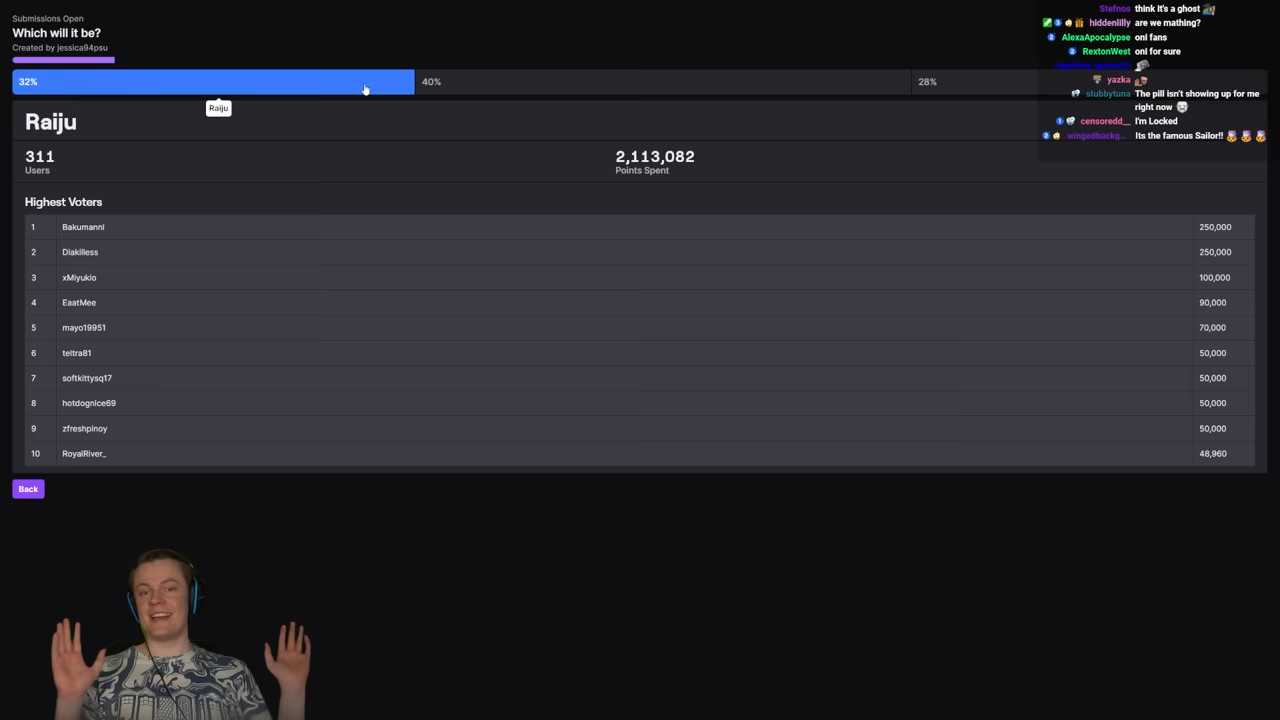 Submissions Open
Which will it be?
Created by jessica94psu
32%
40%
28%
Raiju
Raiju
311
Users
2,113,082
Points Spent
Highest Voters
1 Bakumanni 250,000
2 Diakilless 250,000
3 xMiyukio 100,000
4 EaatMee 90,000
5 mayo19951 70,000
6 teltra81 50,000
7 softkittysq17 50,000
8 hotdognice69 50,000
9 zfreshpinoy 50,000
10 RoyalRiver_ 48,960
Back
Stefnos think it's a ghost
hiddenlilly are we mathing?
AlexaApocalypse oni fans
RextonWest oni for sure
yazka
stubbytuna The pill isn't showing up for me
right now
censoredd__ I'm Locked
wingedbackg... Its the famous Sailor!!